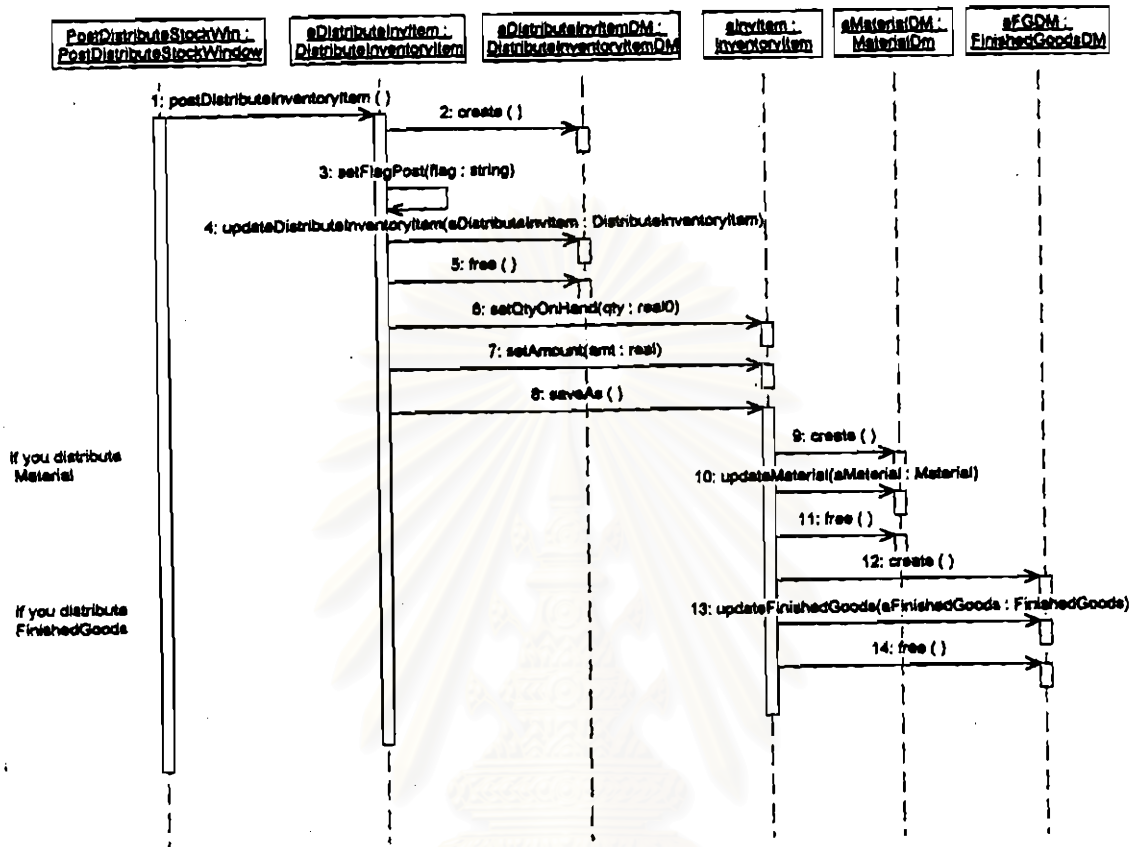 PostDistributeStockWin :
PostDistributeStockWindow
aDistributeInvItem :
DistributeInventoryItem
aDistributeInvItemDM :
DistributeInventoryItemDM
aInvItem :
InventoryItem
aMaterialDM :
MaterialDm
aFGDM :
FinishedGoodsDM
1: postDistributeInventoryItem ( )
2: create ( )
3: setFlagPost(flag : string)
4: updateDistributeInventoryItem(aDistributeInvItem : DistributeInventoryItem)
5: free ( )
6: setQtyOnHand(qty : real0)
7: setAmount(amt : real)
8: saveAs ( )
If you distribute
Material
9: create ( )
10: updateMaterial(aMaterial : Material)
11: free ( )
12: create ( )
If you distribute
FinishedGoods
13: updateFinishedGoods(aFinishedGoods : FinishedGoods)
14: free ( )